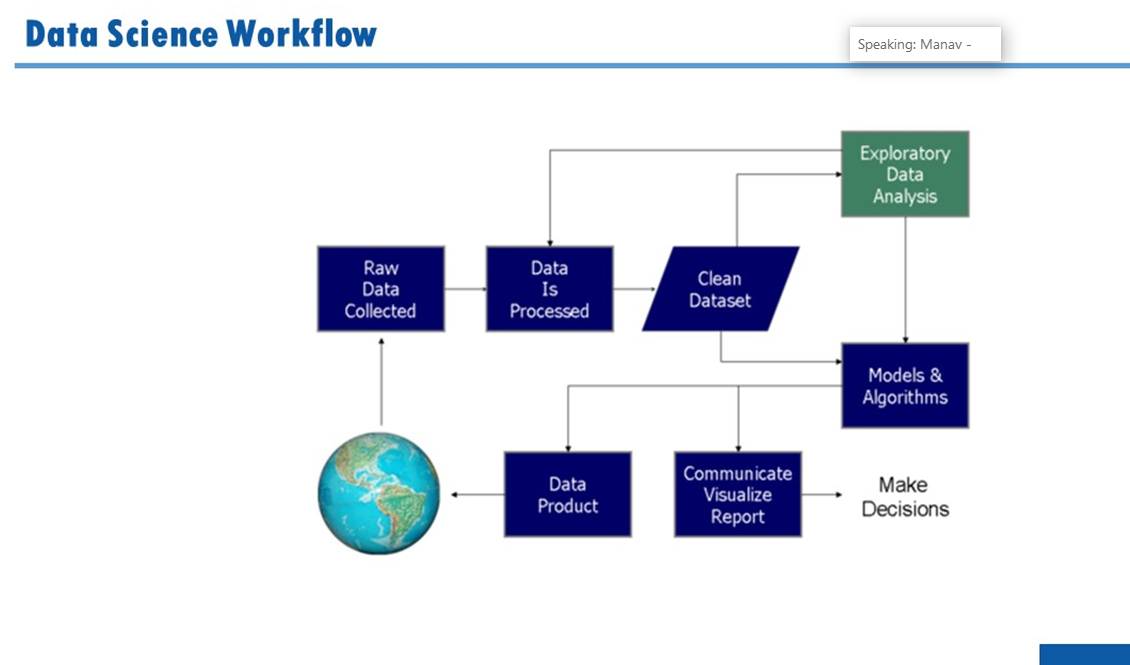 Data Science Workflow
Speaking: Manav -
Exploratory
Data
Analysis
Raw
Data
Collected
Data
Is
Processed
Clean
Dataset
Models &
Algorithms
Data
Product
Communicate
Visualize
Report
Make
Decisions